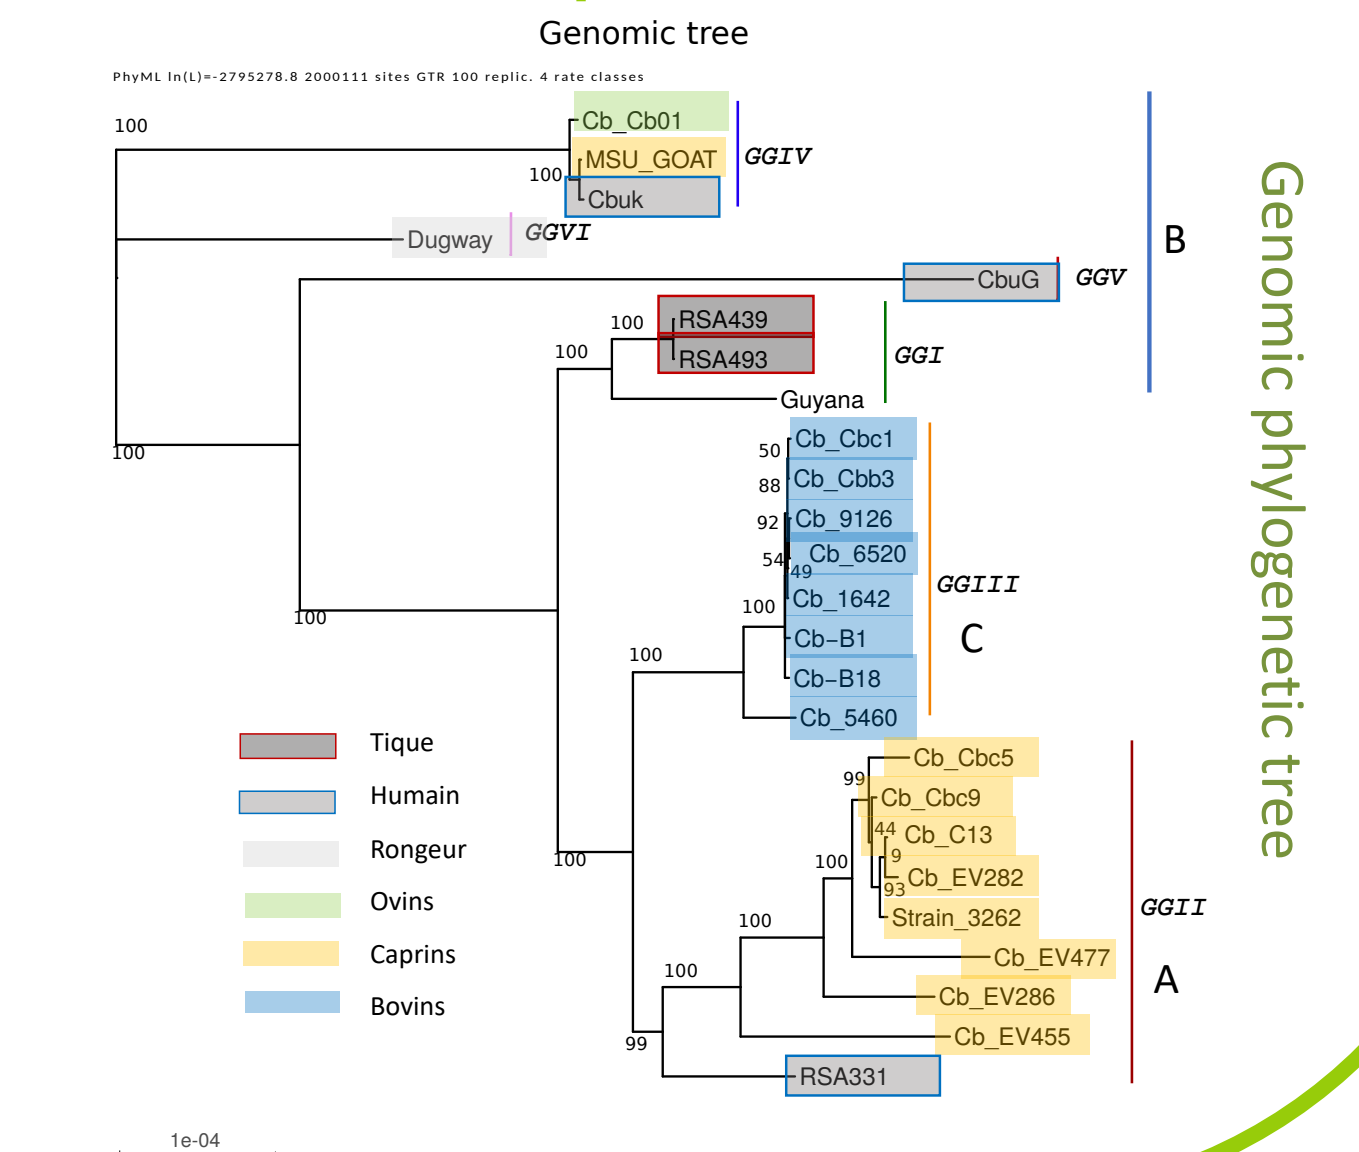 Genomic tree
PhyML ln(L)=-2795278.8 2000111 sites GTR 100 replic. 4 rate classes
100
Cb_Cb01
MSU_GOAT
GGIV
100
Cbuk
Dugway
GGVI
B
CbuG
GGV
100
RSA439
100
RSA493
GGI
Guyana
100
Cb_Cbc1
50
88
Cb_Cbb3
92
Cb_9126
54
Cb_6520
49
GGIII
Cb_1642
100
100
Cb-B1
C
100
Cb-B18
Cb_5460
Tique
Cb_Cbc5
99
Humain
Cb_Cbc9
44
Cb_C13
Rongeur
9
100
100
Cb_EV282
93
Ovins
GGII
Strain_3262
100
Caprins
Cb_EV477
100
A
Bovins
Cb_EV286
99
Cb_EV455
RSA331
1e-04
Genomic phylogenetic tree